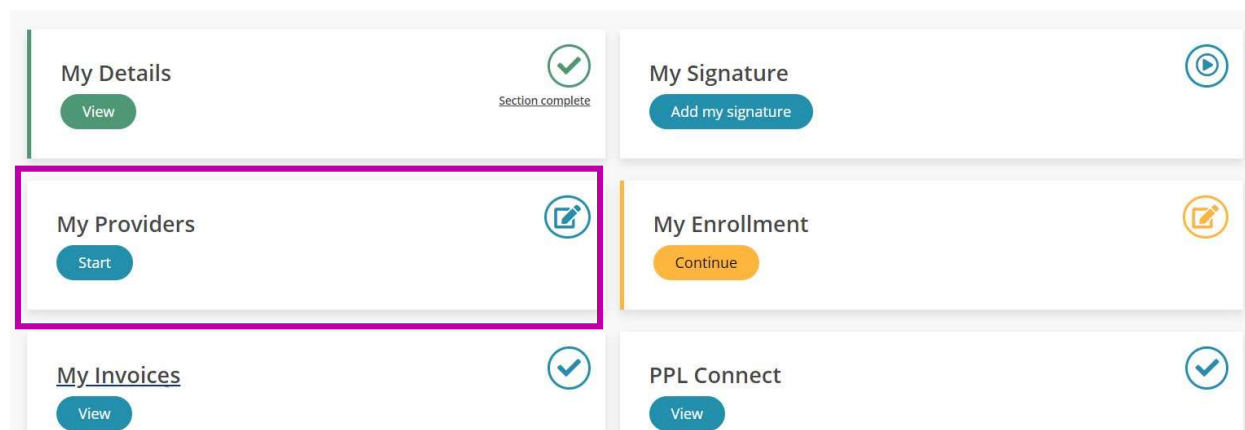 My Details
View
Section complete
My Signature
Add my signature
My Providers
Start
My Enrollment
Continue
My Invoices
View
PPL Connect
View